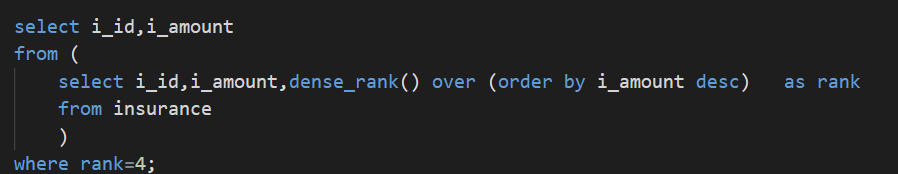 select i_id,i_amount
from (
    select i_id,i_amount,dense_rank() over (order by i_amount desc)   as rank
    from insurance
    )
where rank=4;